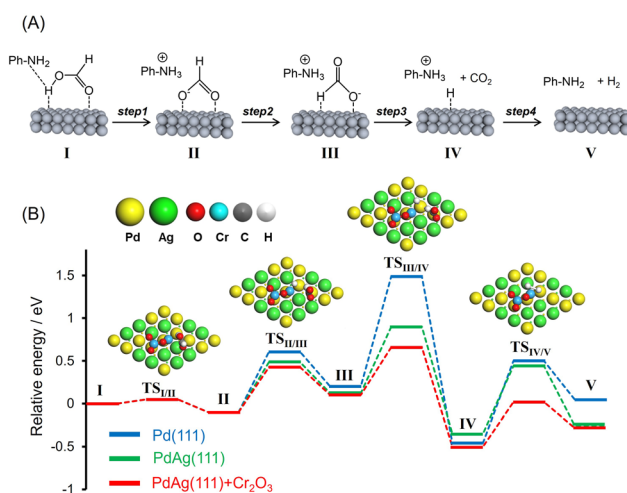 (A)
Ph-NH2
H
O
H
O
Ph-NH3
⊕
H
O-
O
Ph-NH3
⊕
O
H
O-
Ph-NH3
⊕
H
+ CO2
Ph-NH2 + H2
step1
step2
step3
step4
I
II
III
IV
V
(B)
Pd Ag O Cr C H
Relative energy / eV
1.5
1
0.5
0
-0.5
-1
I
TSI/II
II
TSII/III
III
TSIII/IV
IV
TSIV/V
V
Pd(111)
PdAg(111)
PdAg(111)+Cr2O3